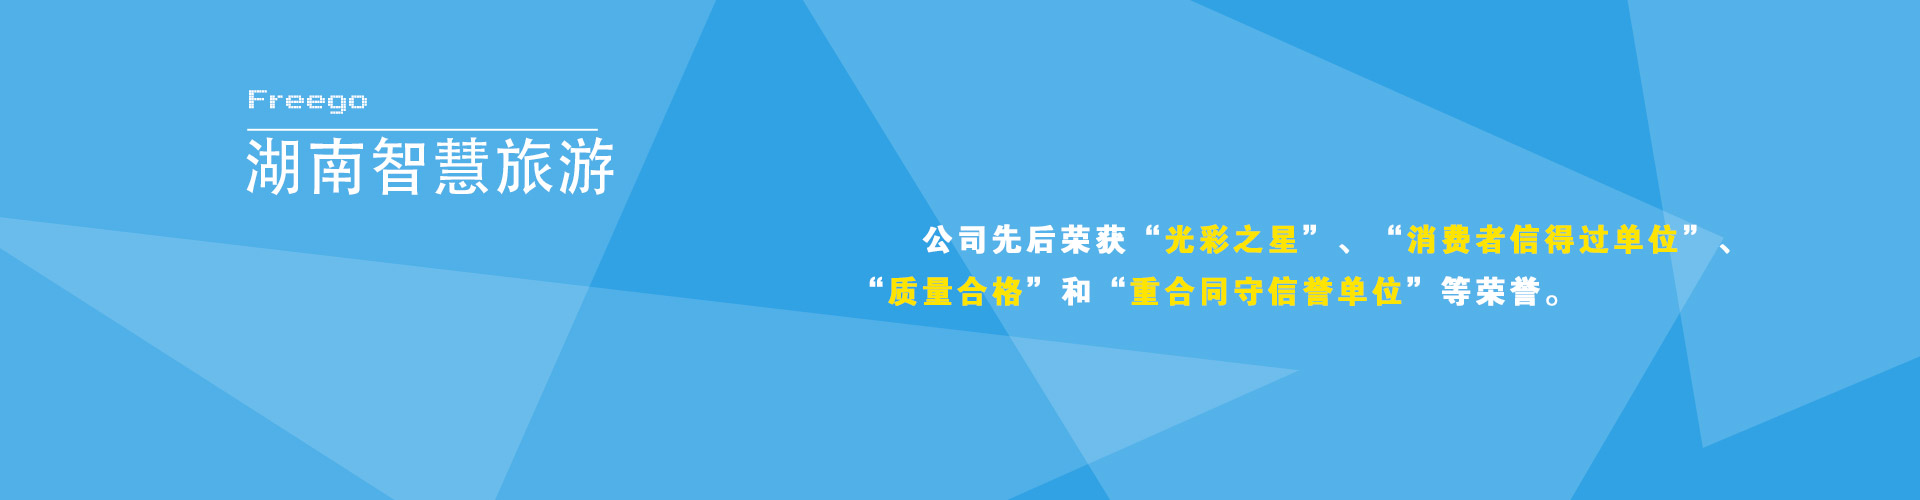 Freego
湖南智慧旅游
公司先后荣获“光彩之星”、“消费者信得过单位”、
“质量合格”和“重合同守信誉单位”等荣誉。